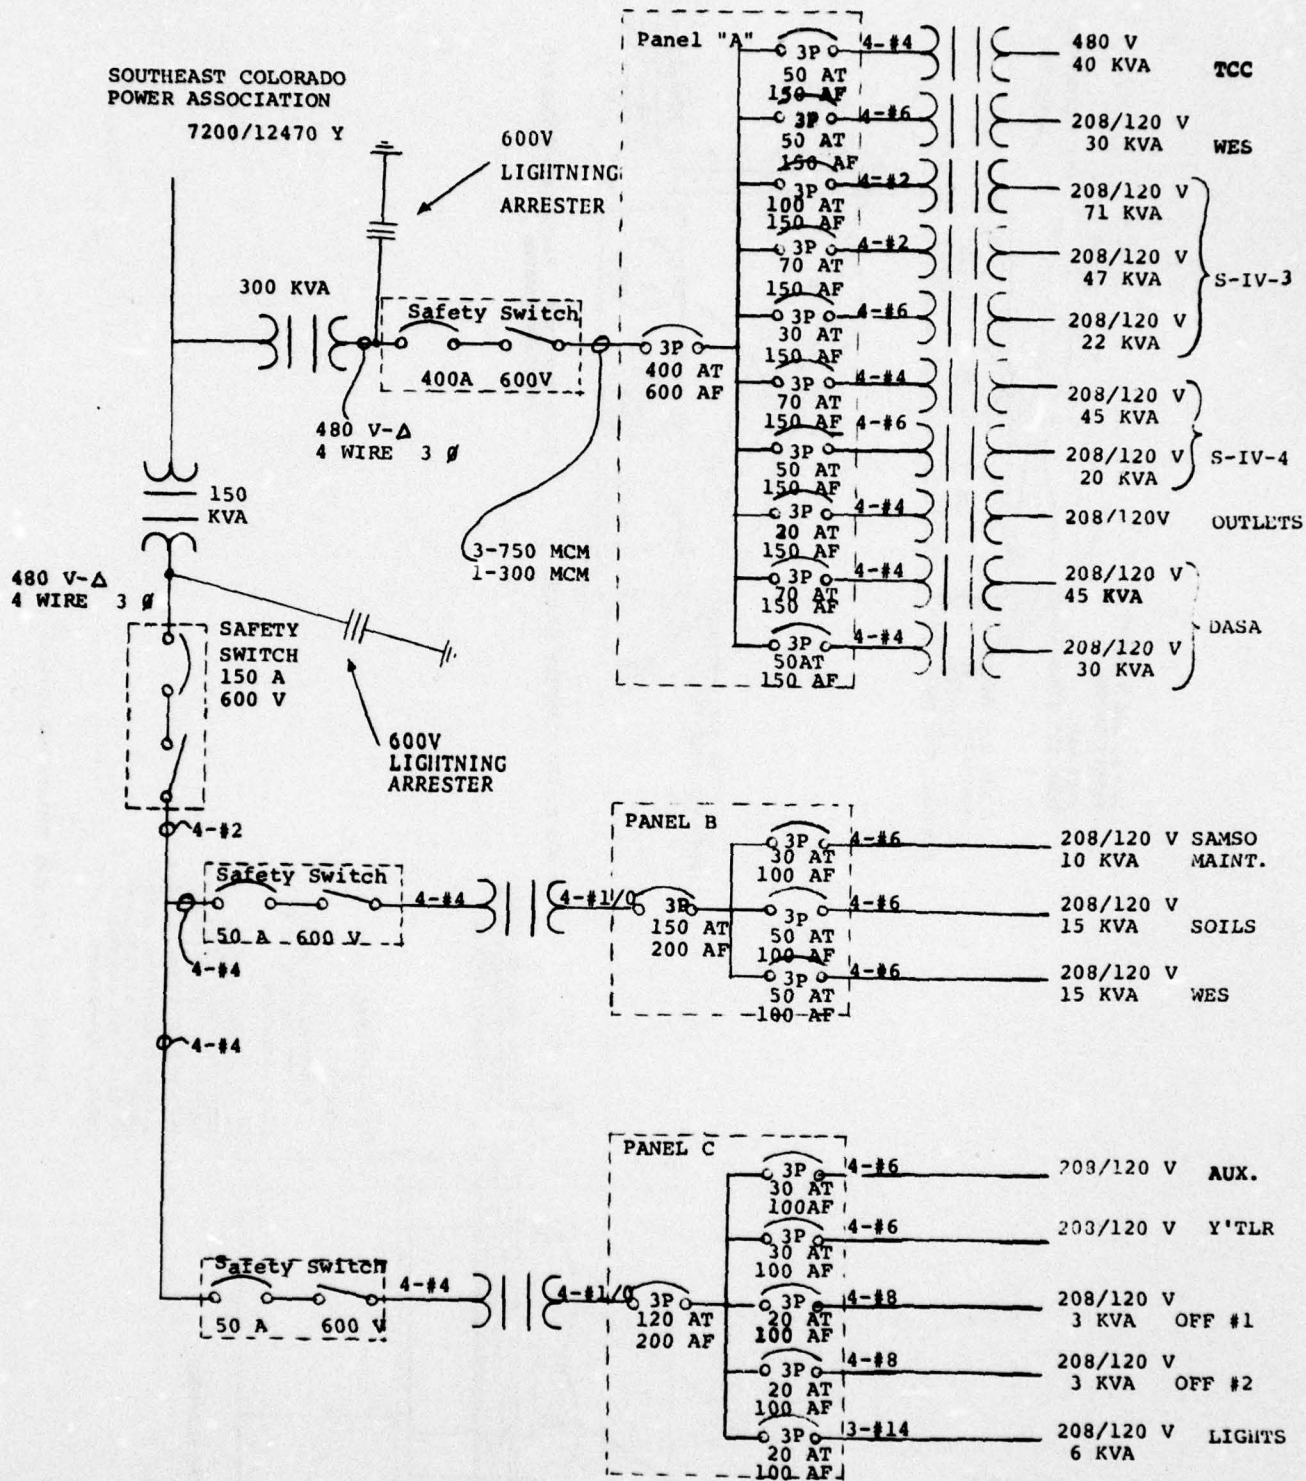 SOUTHEAST COLORADO
POWER ASSOCIATION
7200/12470 Y
600V
LIGHTNING
ARRESTER
300 KVA
Safety Switch
400A 600V
480 V-Δ
4 WIRE 3 Ø
3-750 MCM
1-300 MCM
150
KVA
480 V-Δ
4 WIRE 3 Ø
SAFETY
SWITCH
150 A
600 V
600V
LIGHTNING
ARRESTER
Panel "A"
3P
400 AT
600 AF
3P 4-#4
50 AT
150 AF
480 V
40 KVA TCC
3P 4-#6
50 AT
150 AF
208/120 V
30 KVA WES
3P 4-#2
100 AT
150 AF
208/120 V
71 KVA
3P 4-#2
70 AT
150 AF
208/120 V
47 KVA
S-IV-3
3P 4-#6
30 AT
150 AF
208/120 V
22 KVA
3P 4-#4
70 AT
150 AF
208/120 V
45 KVA
4-#6
3P
50 AT
150 AF
208/120 V
20 KVA
S-IV-4
3P 4-#4
20 AT
150 AF
208/120V OUTLETS
3P 4-#4
70 AT
150 AF
208/120 V
45 KVA
DASA
3P 4-#4
50AT
150 AF
208/120 V
30 KVA
4-#2
Safety Switch
50 A 600 V
4-#4
4-#4
4-#1/0
4-#4
PANEL B
3P
150 AT
200 AF
3P 4-#6
30 AT
100 AF
208/120 V SAMSO
10 KVA MAINT.
3P 4-#6
50 AT
100 AF
208/120 V
15 KVA SOILS
3P 4-#6
50 AT
100 AF
208/120 V
15 KVA WES
Safety Switch
50 A 600 V
4-#4
4-#1/0
PANEL C
3P
120 AT
200 AF
3P 4-#6
30 AT
100AF
208/120 V AUX.
3P 4-#6
30 AT
100 AF
208/120 V Y'TLR
3P 4-#8
20 AT
100 AF
208/120 V
3 KVA OFF #1
3P 4-#8
20 AT
100 AF
208/120 V
3 KVA OFF #2
3P 3-#14
20 AT
100 AF
208/120 V LIGHTS
6 KVA